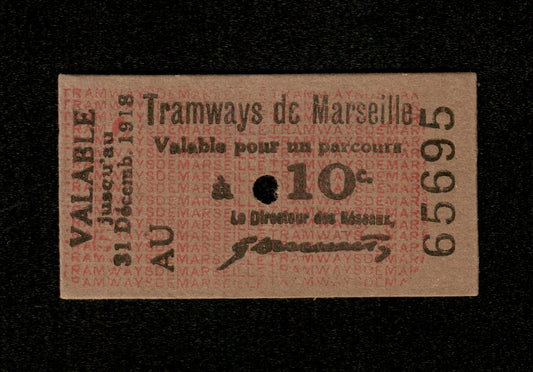 VALABLE
jusqu'au
31 Décemb. 1918
AU
Tramways de Marseille
Valable pour un parcours
à 10c.
Le Directeur des Réseaux,
65695